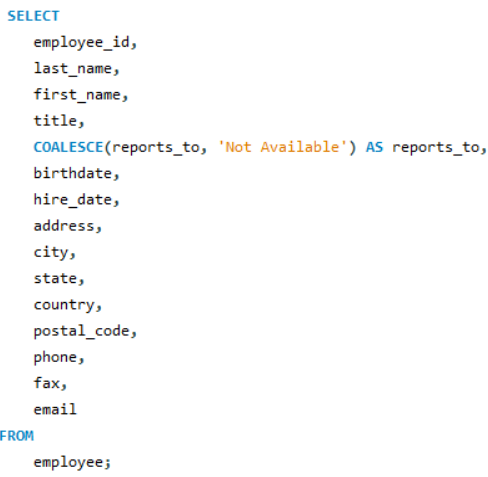 SELECT
employee_id,
last_name,
first_name,
title,
COALESCE(reports_to, 'Not Available') AS reports_to,
birthdate,
hire_date,
address,
city,
state,
country,
postal_code,
phone,
fax,
email
FROM
employee;